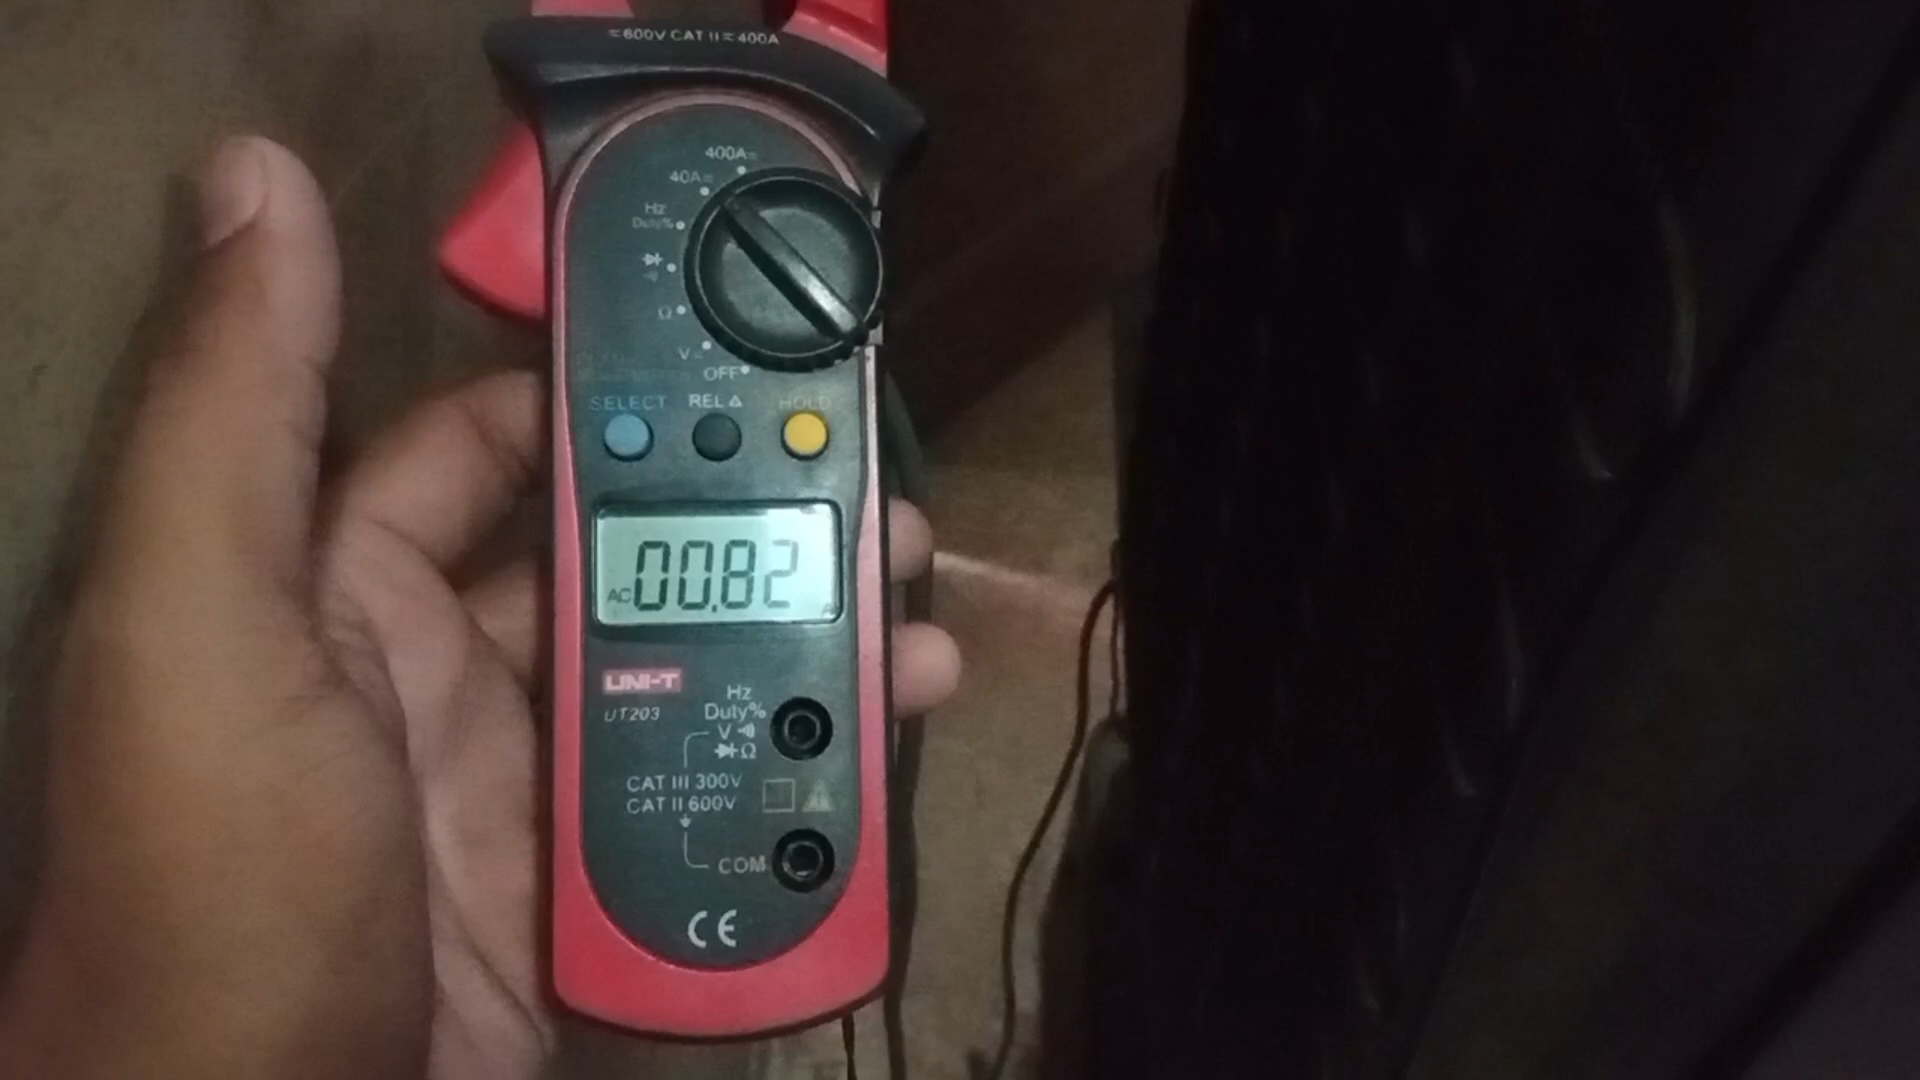 ≂600V CAT II ≂400A
400A≂
40A≂
Hz
Duty%
Ω
V≂
OFF
SELECT REL△ HOLD
AC 00.82 A
UNI-T
UT203
Hz
Duty%
V
Ω
CAT III 300V
CAT II 600V
COM
CE